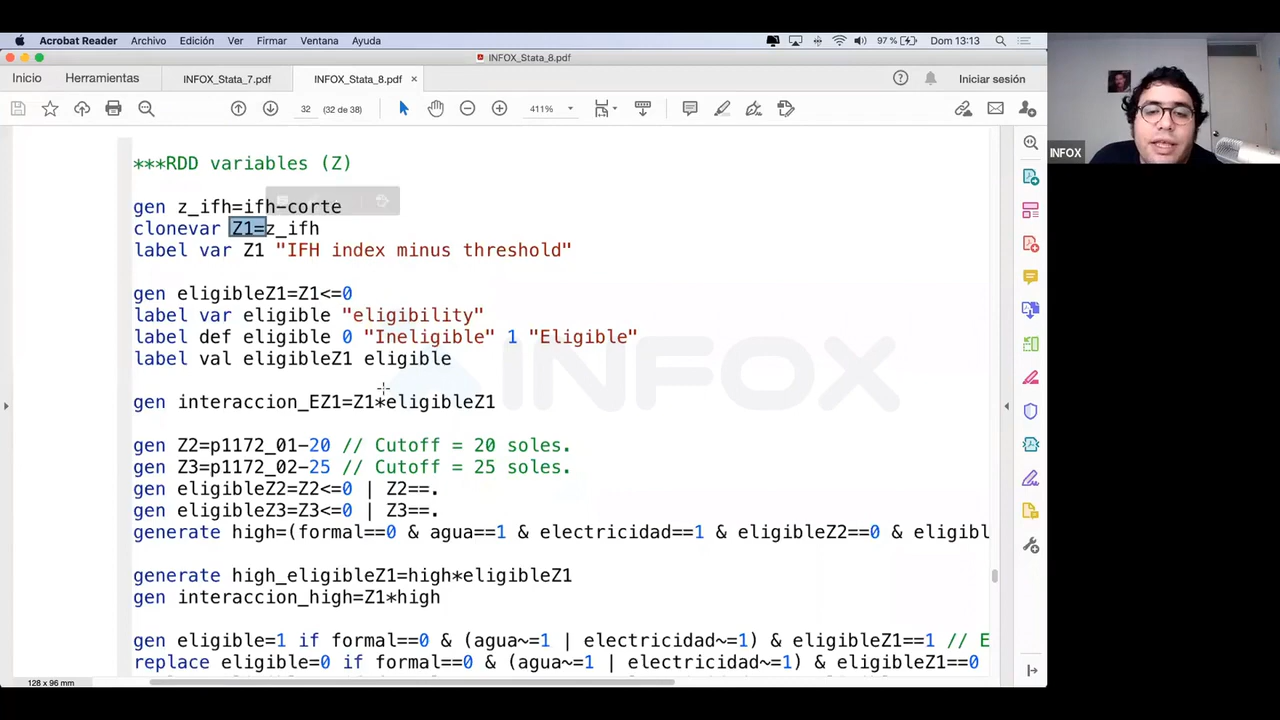 Acrobat Reader Archivo Edición Ver Firmar Ventana Ayuda 97 % Dom 13:13
INFOX_Stata_8.pdf
Inicio Herramientas INFOX_Stata_7.pdf INFOX_Stata_8.pdf × Iniciar sesión
32 (32 de 38) 411%
***RDD variables (Z)
gen z_ifh=ifh-corte
clonevar Z1=z_ifh
label var Z1 "IFH index minus threshold"
gen eligibleZ1=Z1<=0
label var eligible "eligibility"
label def eligible 0 "Ineligible" 1 "Eligible"
label val eligibleZ1 eligible
gen interaccion_EZ1=Z1*eligibleZ1
gen Z2=p1172_01-20 // Cutoff = 20 soles.
gen Z3=p1172_02-25 // Cutoff = 25 soles.
gen eligibleZ2=Z2<=0 | Z2==.
gen eligibleZ3=Z3<=0 | Z3==.
generate high=(formal==0 & agua==1 & electricidad==1 & eligibleZ2==0 & eligibl
generate high_eligibleZ1=high*eligibleZ1
gen interaccion_high=Z1*high
gen eligible=1 if formal==0 & (agua~=1 | electricidad~=1) & eligibleZ1==1 // E
replace eligible=0 if formal==0 & (agua~=1 | electricidad~=1) & eligibleZ1==0
128 x 96 mm
INFOX
INFOX